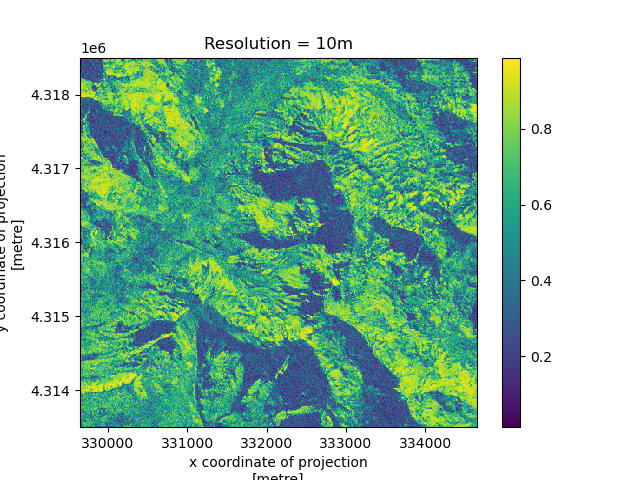 Resolution = 10m
1e6
4.318
4.317
4.316
4.315
4.314
y coordinate of projection
[metre]
330000 331000 332000 333000 334000
x coordinate of projection
[metre]
0.8
0.6
0.4
0.2